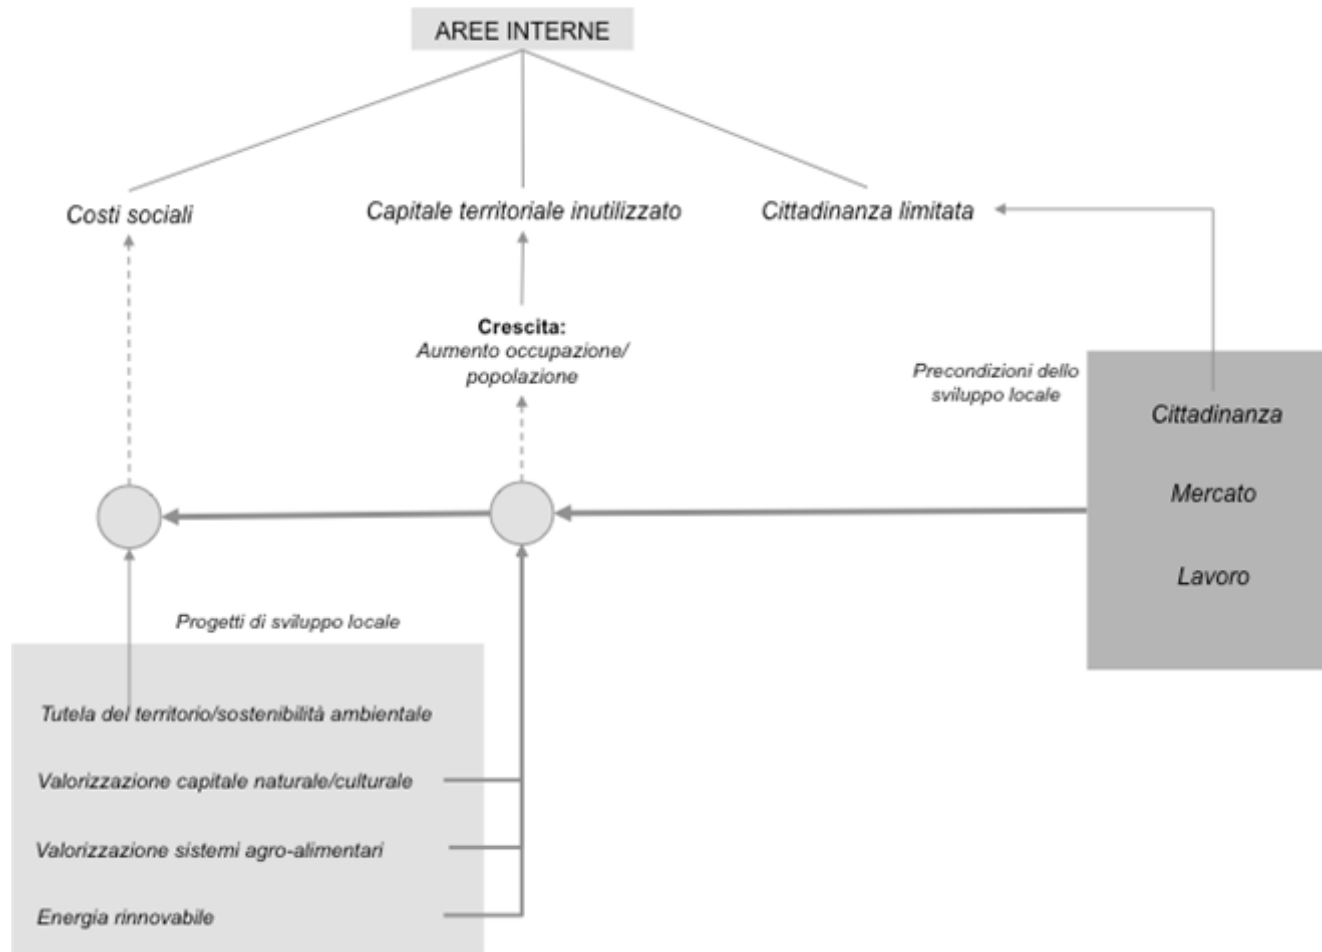 AREE INTERNE
Costi sociali
Capitale territoriale inutilizzato
Cittadinanza limitata
Crescita:
Aumento occupazione/
popolazione
Precondizioni dello
sviluppo locale
Cittadinanza
Mercato
Lavoro
Progetti di sviluppo locale
Tutela del territorio/sostenibilità ambientale
Valorizzazione capitale naturale/culturale
Valorizzazione sistemi agro-alimentari
Energia rinnovabile